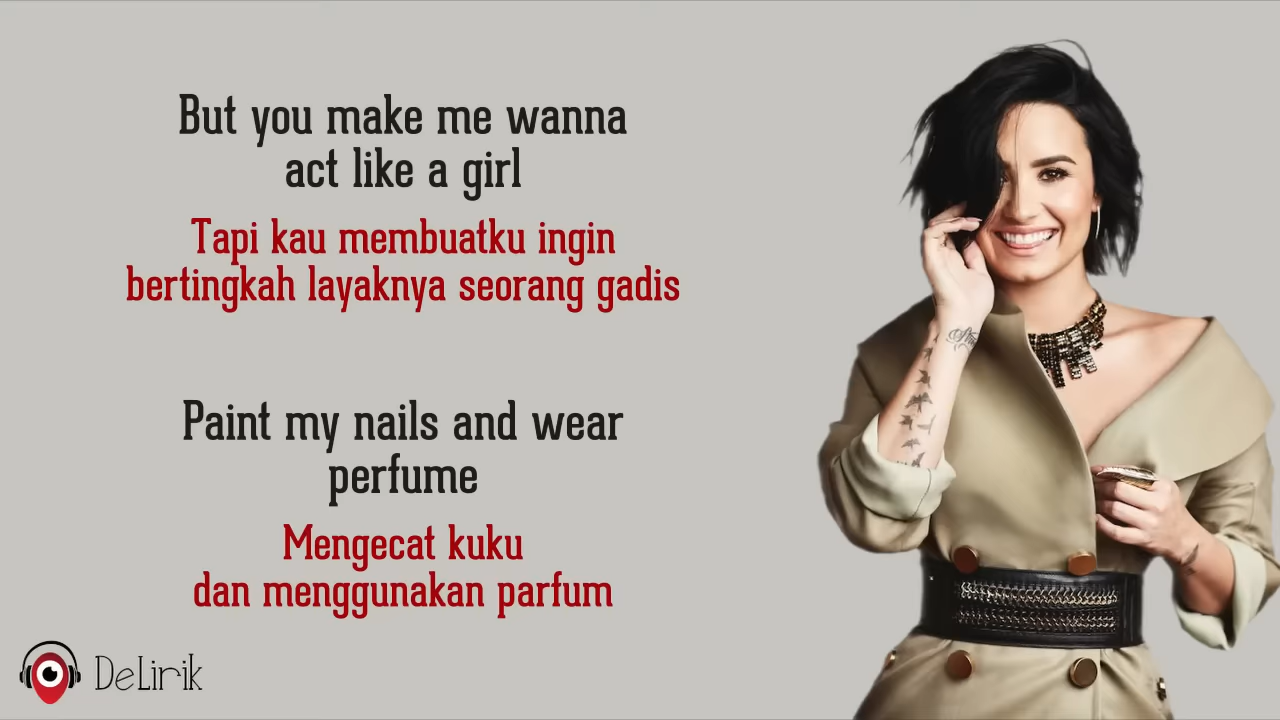 But you make me wanna
act like a girl
Tapi kau membuatku ingin
bertingkah layaknya seorang gadis
Paint my nails and wear
perfume
Mengecat kuku
dan menggunakan parfum
DeLirik